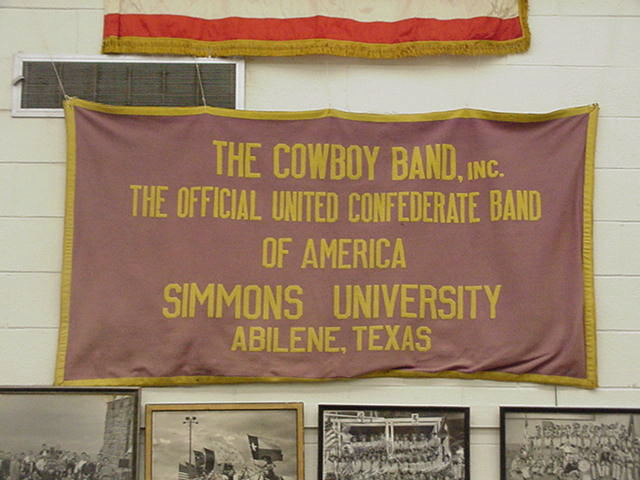 THE COWBOY BAND, INC.
THE OFFICIAL UNITED CONFEDERATE BAND
OF AMERICA
SIMMONS UNIVERSITY
ABILENE, TEXAS